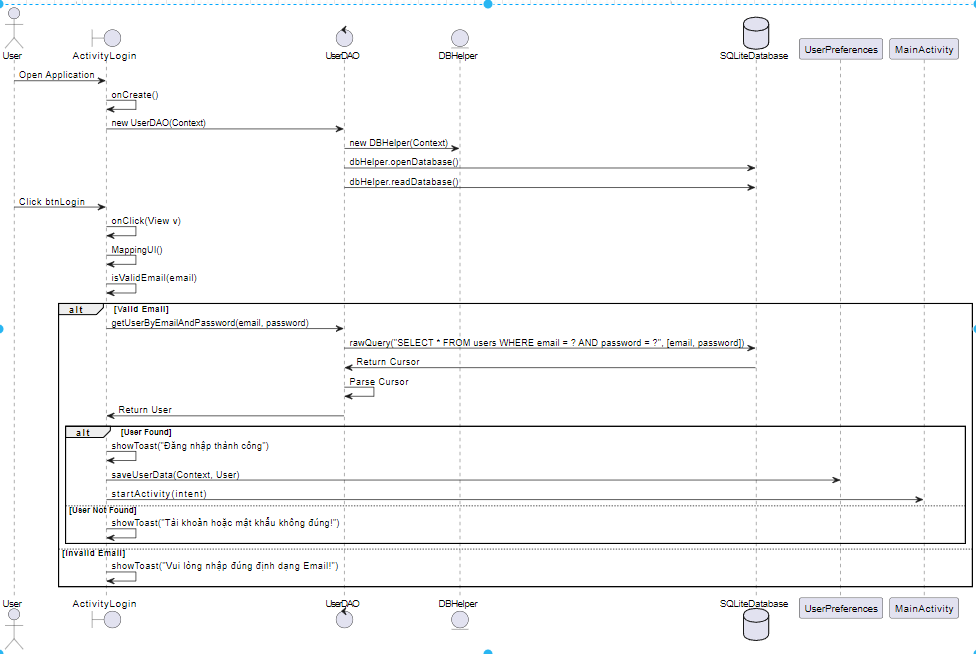 User
ActivityLogin
UserDAO
DBHelper
SQLiteDatabase
UserPreferences
MainActivity
Open Application
onCreate()
new UserDAO(Context)
new DBHelper(Context)
dbHelper.openDatabase()
dbHelper.readDatabase()
Click btnLogin
onClick(View v)
MappingUI()
isValidEmail(email)
alt [Valid Email]
getUserByEmailAndPassword(email, password)
rawQuery("SELECT * FROM users WHERE email = ? AND password = ?", [email, password])
Return Cursor
Parse Cursor
Return User
alt [User Found]
showToast("Đăng nhập thành công")
saveUserData(Context, User)
startActivity(intent)
[User Not Found]
showToast("Tài khoản hoặc mật khẩu không đúng!")
[Invalid Email]
showToast("Vui lòng nhập đúng định dạng Email!")
User
ActivityLogin
UserDAO
DBHelper
SQLiteDatabase
UserPreferences
MainActivity